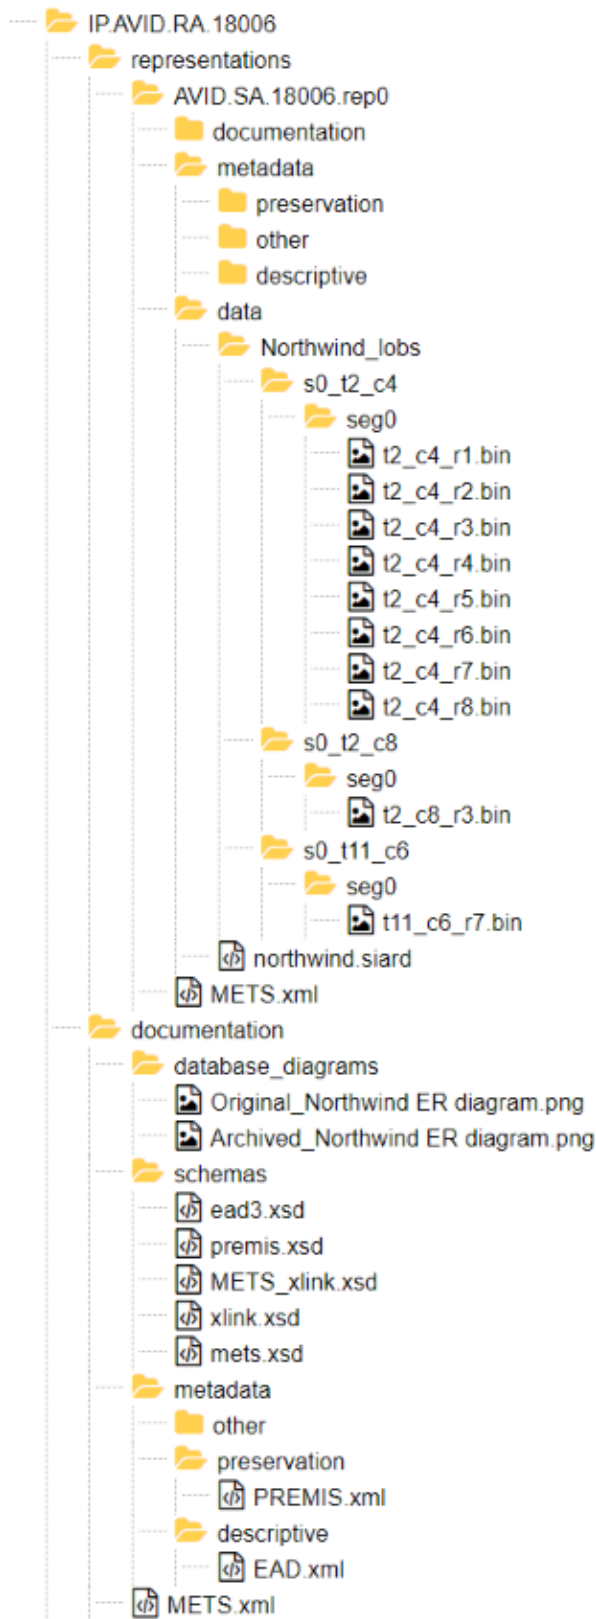 IP.AVID.RA.18006
representations
AVID.SA.18006.rep0
documentation
metadata
preservation
other
descriptive
data
Northwind_lobs
s0_t2_c4
seg0
t2_c4_r1.bin
t2_c4_r2.bin
t2_c4_r3.bin
t2_c4_r4.bin
t2_c4_r5.bin
t2_c4_r6.bin
t2_c4_r7.bin
t2_c4_r8.bin
s0_t2_c8
seg0
t2_c8_r3.bin
s0_t11_c6
seg0
t11_c6_r7.bin
northwind.siard
METS.xml
documentation
database_diagrams
Original_Northwind ER diagram.png
Archived_Northwind ER diagram.png
schemas
ead3.xsd
premis.xsd
METS_xlink.xsd
xlink.xsd
mets.xsd
metadata
other
preservation
PREMIS.xml
descriptive
EAD.xml
METS.xml